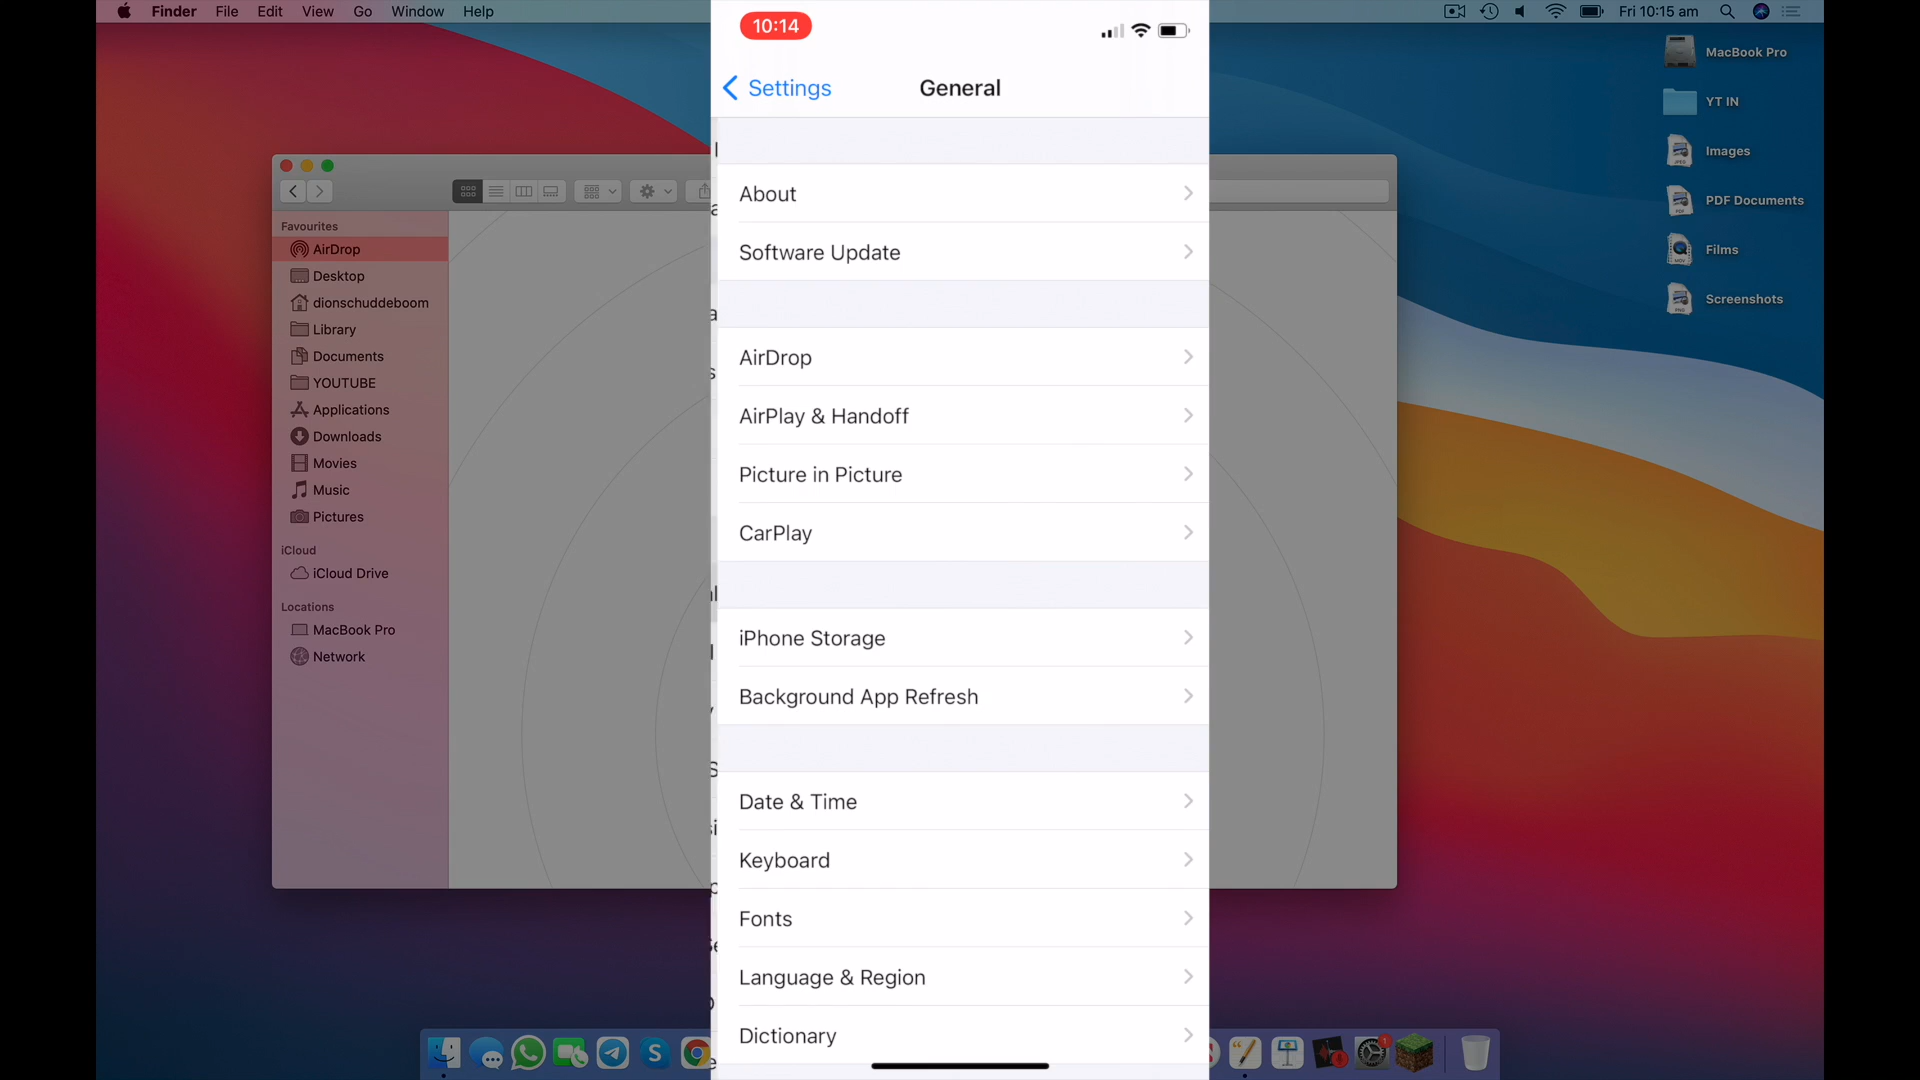 Finder File Edit View Go Window Help
Fri 10:15 am
10:14
Settings
General
About
Software Update
AirDrop
AirPlay & Handoff
Picture in Picture
CarPlay
iPhone Storage
Background App Refresh
Date & Time
Keyboard
Fonts
Language & Region
Dictionary
Favourites
AirDrop
Desktop
dionschuddeboom
Library
Documents
YOUTUBE
Applications
Downloads
Movies
Music
Pictures
iCloud
iCloud Drive
Locations
MacBook Pro
Network
MacBook Pro
YT IN
Images
PDF Documents
Films
Screenshots
1